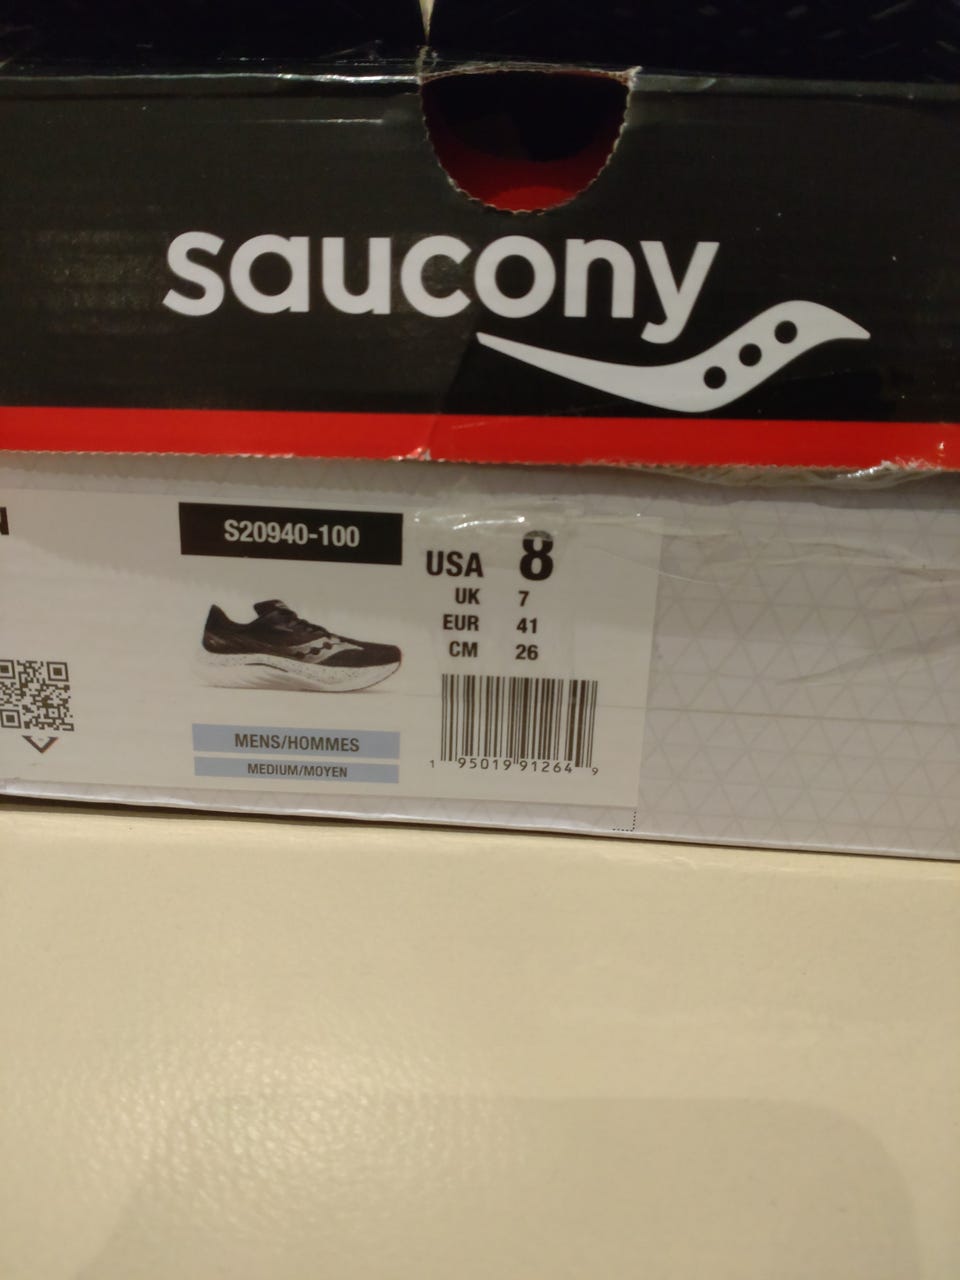 saucony
N
S20940-100
USA 8
UK 7
EUR 41
CM 26
MENS/HOMMES
MEDIUM/MOYEN
1 95019 91264 9